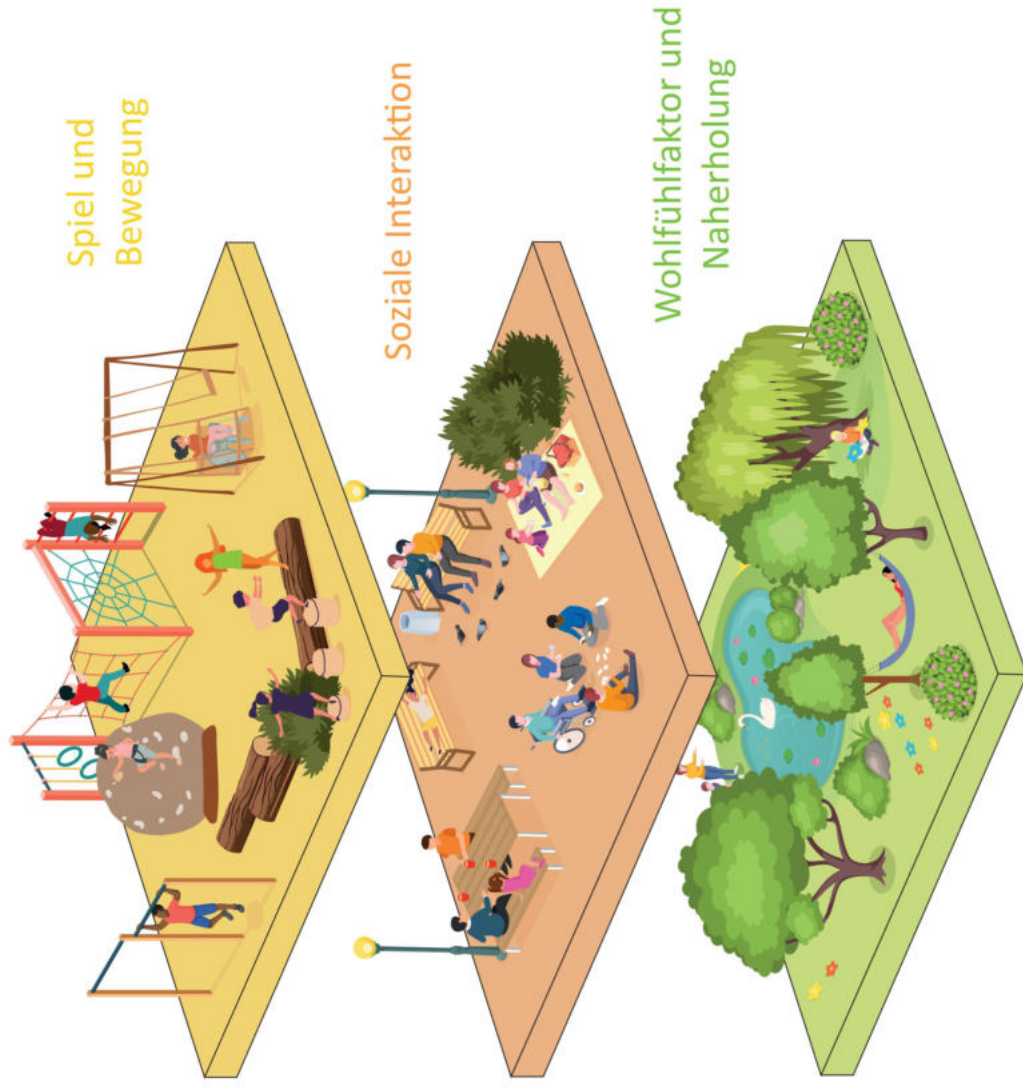 Spiel und
Bewegung
Soziale Interaktion
Wohlfühlfaktor und
Naherholung